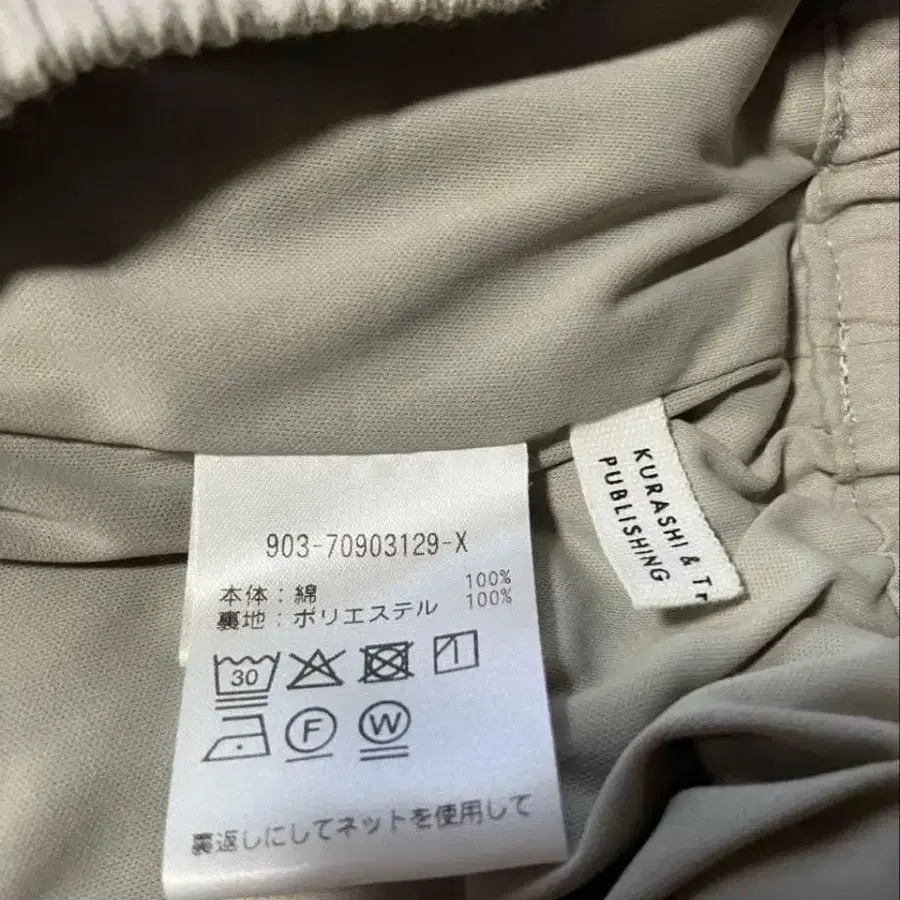 903-70903129-X
本体：綿 100%
裏地：ポリエステル 100%
30
F W
裏返しにしてネットを使用して
KURASHI & Tr
PUBLISHING